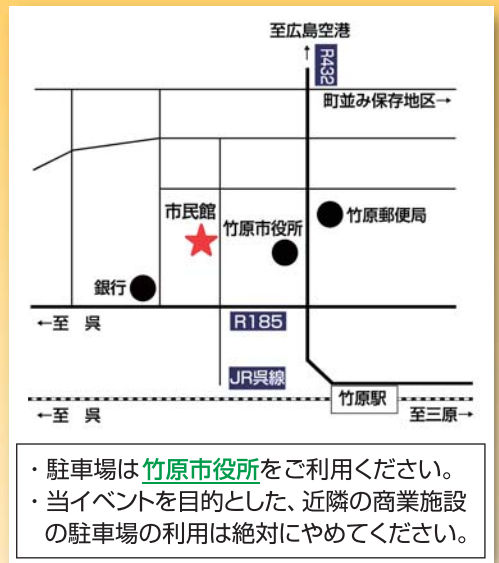 至広島空港
↑
R432
町並み保存地区→
市民館
竹原市役所
竹原郵便局
銀行
←至 呉
R185
JR呉線
竹原駅
←至 呉
至三原→
・駐車場は竹原市役所をご利用ください。
・当イベントを目的とした、近隣の商業施設
の駐車場の利用は絶対にやめてください。